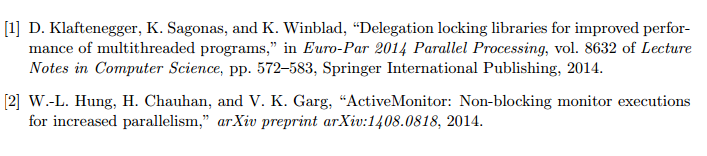 [1] D. Klaftenegger, K. Sagonas, and K. Winblad, “Delegation locking libraries for improved perfor-
mance of multithreaded programs,” in Euro-Par 2014 Parallel Processing, vol. 8632 of Lecture
Notes in Computer Science, pp. 572–583, Springer International Publishing, 2014.
[2] W.-L. Hung, H. Chauhan, and V. K. Garg, “ActiveMonitor: Non-blocking monitor executions
for increased parallelism,” arXiv preprint arXiv:1408.0818, 2014.